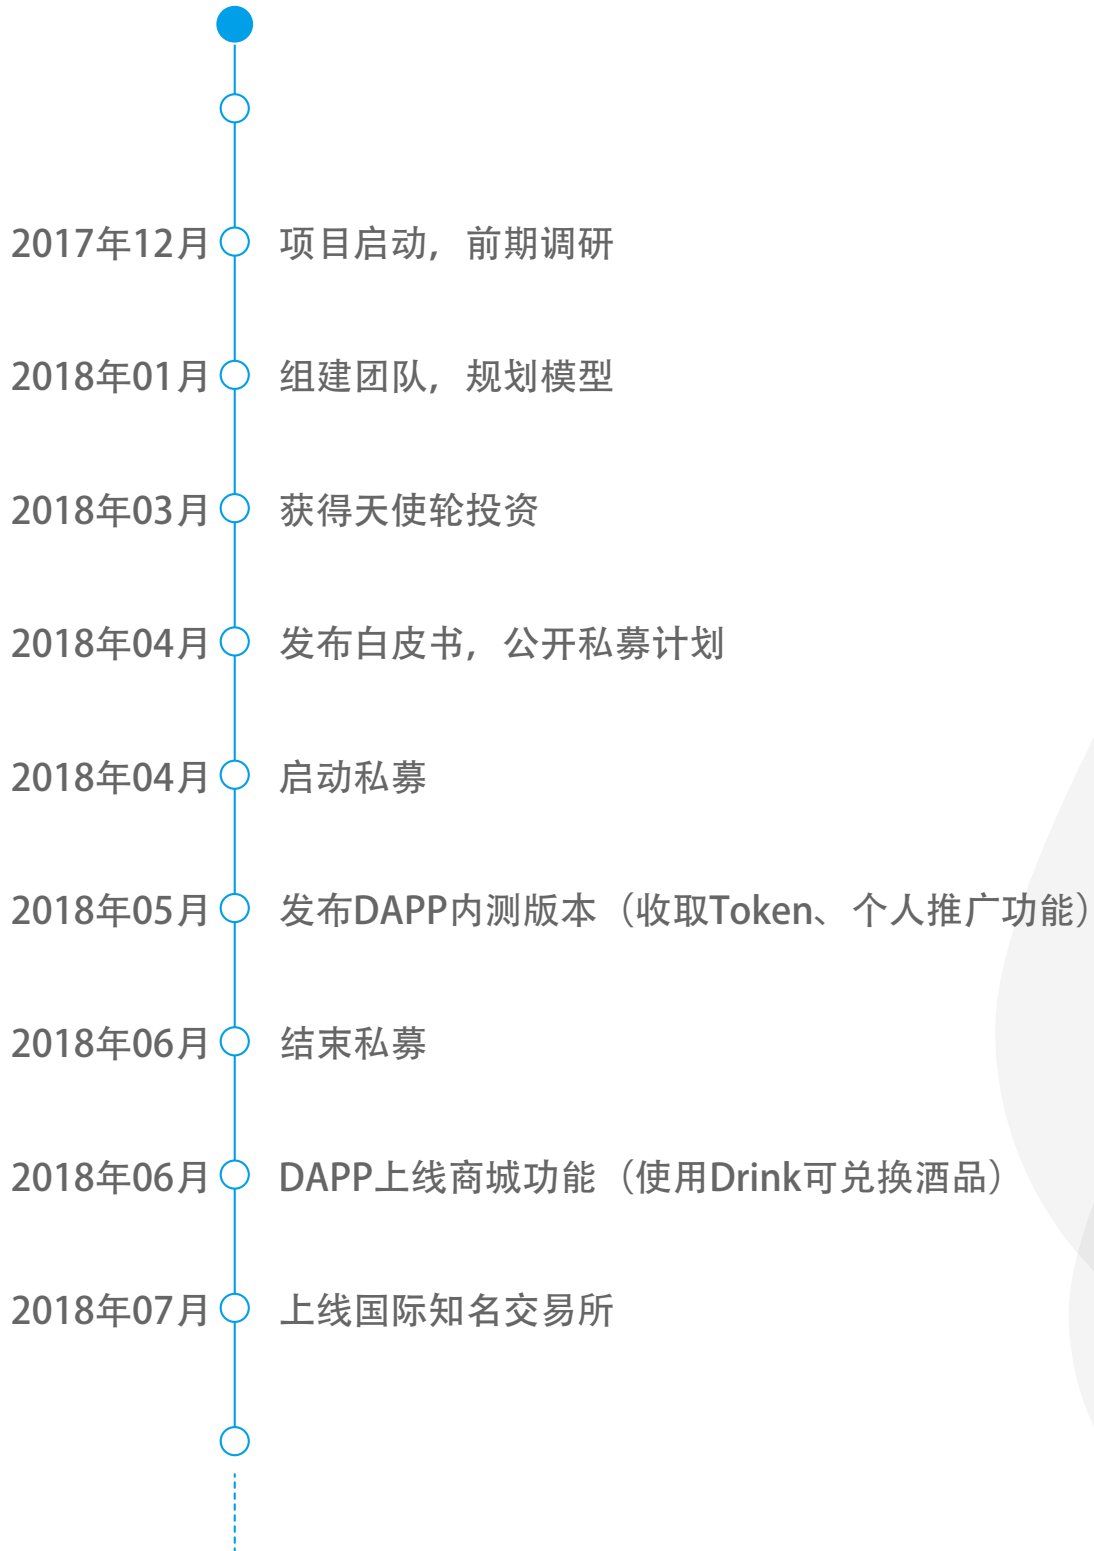 2017年12月 项目启动，前期调研
2018年01月 组建团队，规划模型
2018年03月 获得天使轮投资
2018年04月 发布白皮书，公开私募计划
2018年04月 启动私募
2018年05月 发布DAPP内测版本（收取Token、个人推广功能）
2018年06月 结束私募
2018年06月 DAPP上线商城功能（使用Drink可兑换酒品）
2018年07月 上线国际知名交易所